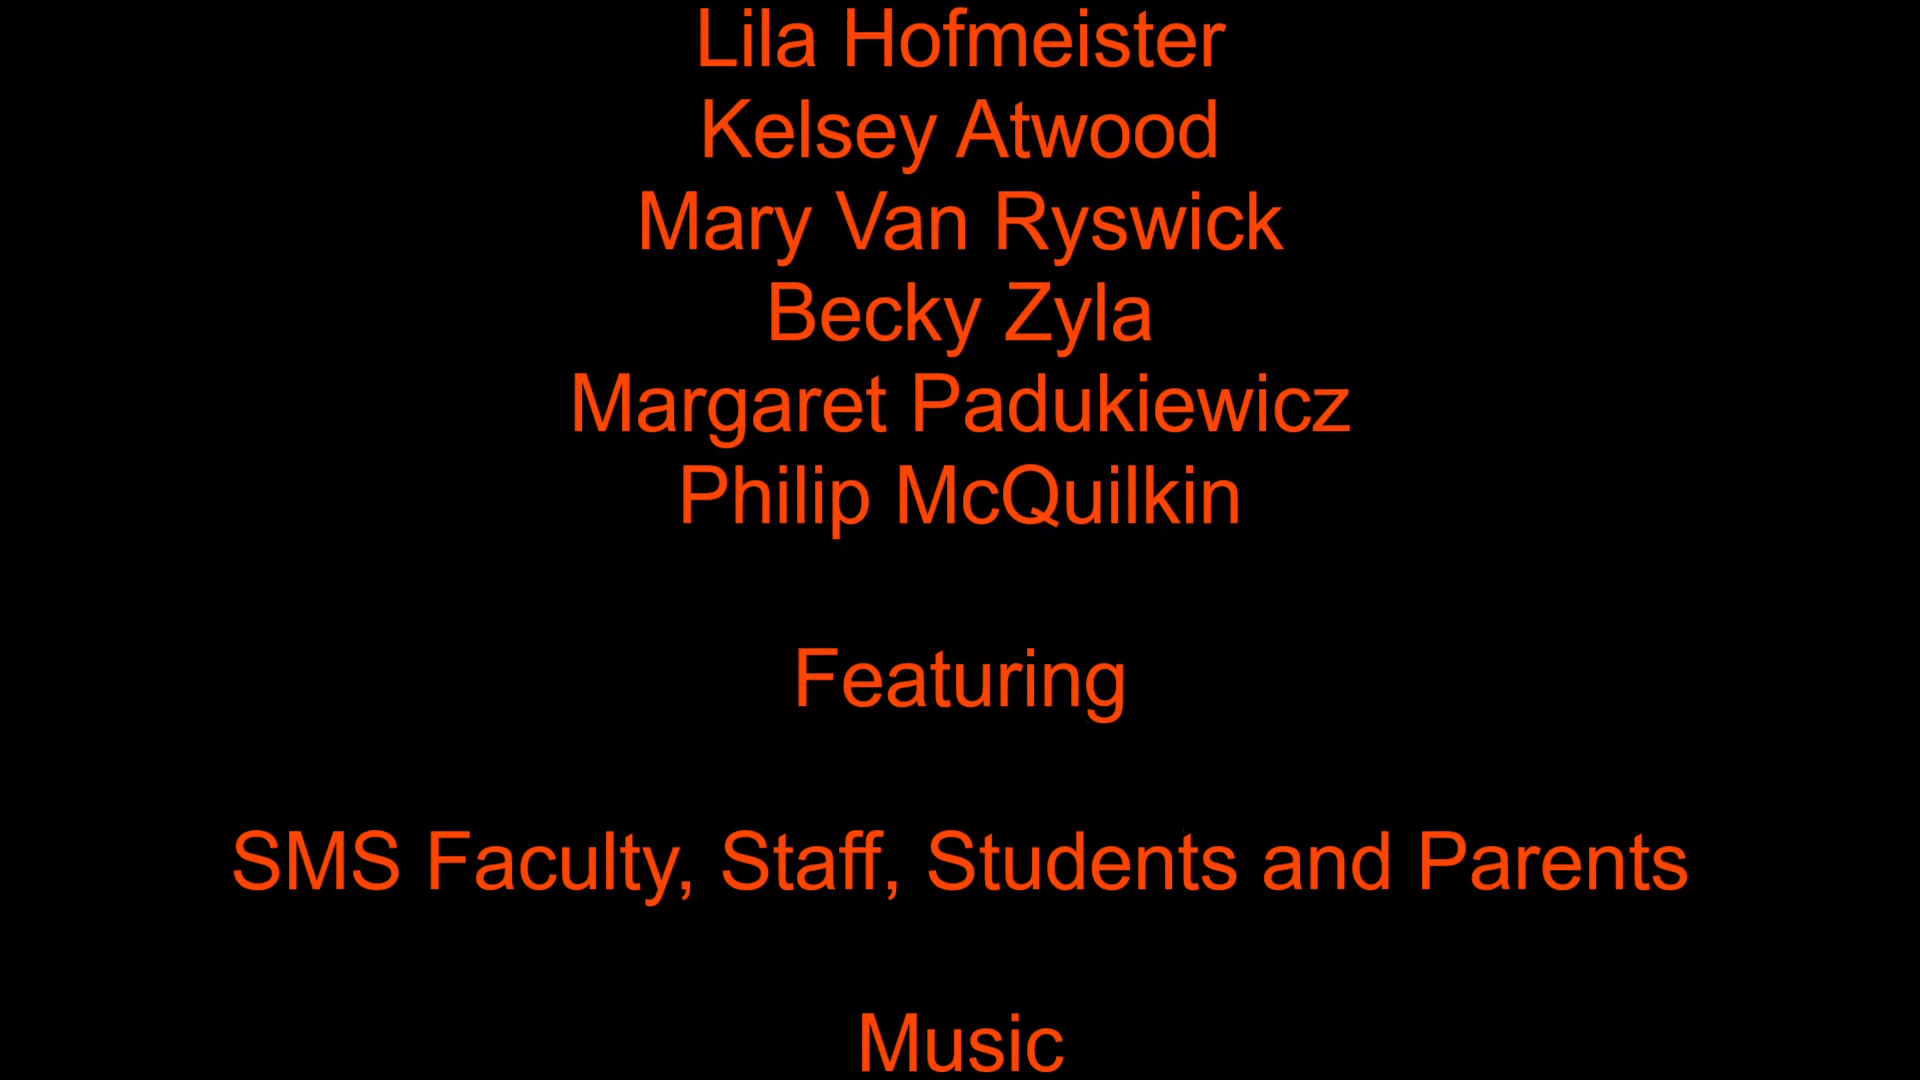 Lila Hofmeister
Kelsey Atwood
Mary Van Ryswick
Becky Zyla
Margaret Padukiewicz
Philip McQuilkin
Featuring
SMS Faculty, Staff, Students and Parents
Music